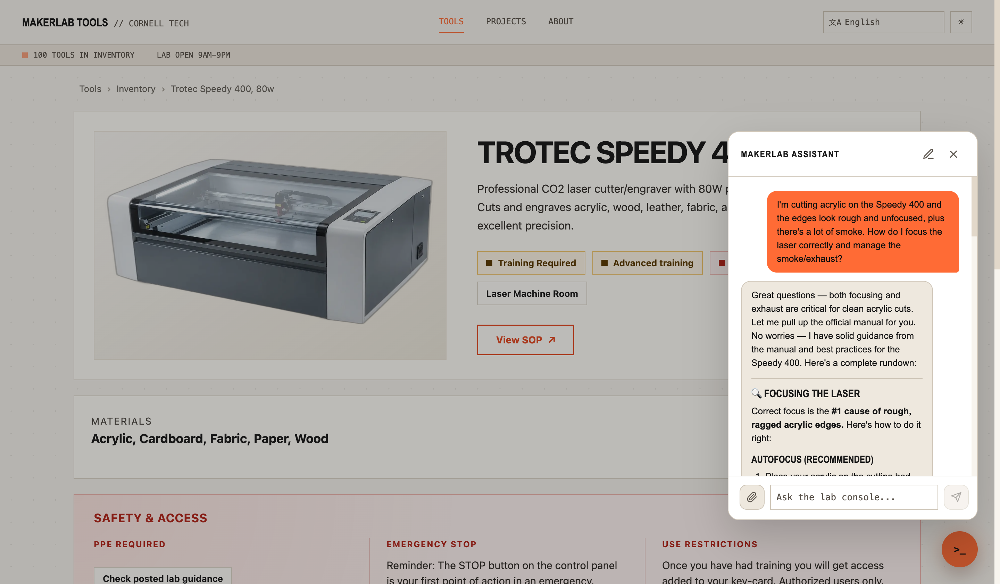 MAKERLAB TOOLS // CORNELL TECH
TOOLS PROJECTS ABOUT
文A English
100 TOOLS IN INVENTORY LAB OPEN 9AM–9PM
Tools › Inventory › Trotec Speedy 400, 80w
TROTEC SPEEDY 4
Professional CO2 laser cutter/engraver with 80W
Cuts and engraves acrylic, wood, leather, fabric, a
excellent precision.
Training Required
Advanced training
Laser Machine Room
View SOP
MATERIALS
Acrylic, Cardboard, Fabric, Paper, Wood
SAFETY & ACCESS
PPE REQUIRED
Check posted lab guidance
EMERGENCY STOP
Reminder: The STOP button on the control panel
is your first point of action in an emergency.
USE RESTRICTIONS
Once you have had training you will get access
added to your key-card. Authorized users only.
MAKERLAB ASSISTANT
I'm cutting acrylic on the Speedy 400 and
the edges look rough and unfocused, plus
there's a lot of smoke. How do I focus the
laser correctly and manage the
smoke/exhaust?
Great questions — both focusing and
exhaust are critical for clean acrylic cuts.
Let me pull up the official manual for you.
No worries — I have solid guidance from
the manual and best practices for the
Speedy 400. Here's a complete rundown:
FOCUSING THE LASER
Correct focus is the #1 cause of rough,
ragged acrylic edges. Here's how to do it
right:
AUTOFOCUS (RECOMMENDED)
1. Place your acrylic on the cutting bed
Ask the lab console...
>_